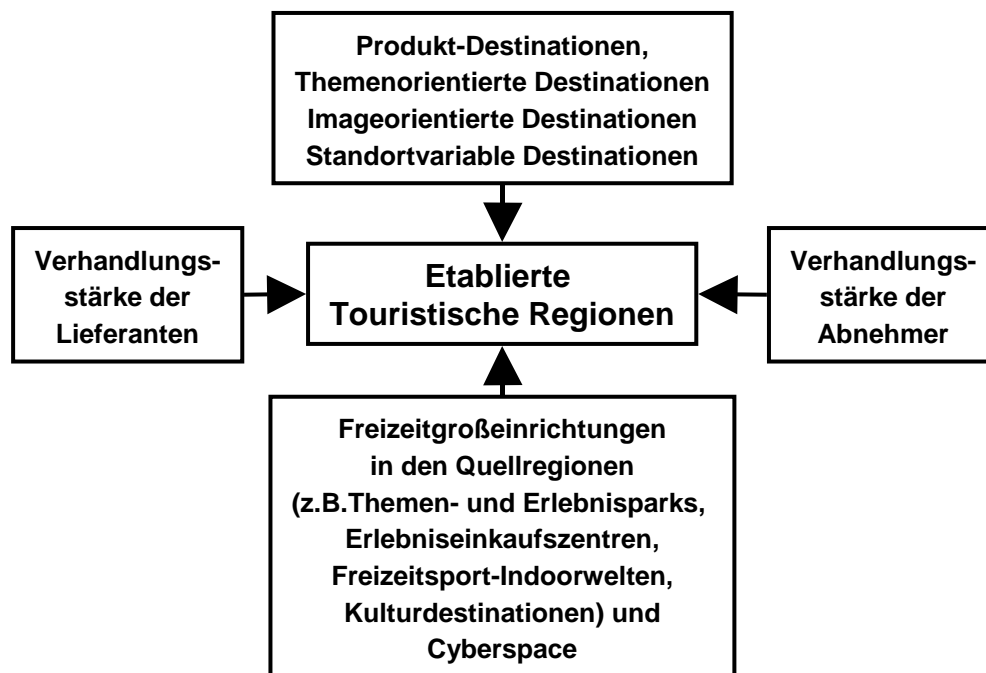 Produkt-Destinationen,
Themenorientierte Destinationen
Imageorientierte Destinationen
Standortvariable Destinationen
Verhandlungs-
stärke der
Lieferanten
Etablierte
Touristische Regionen
Verhandlungs-
stärke der
Abnehmer
Freizeitgroßeinrichtungen
in den Quellregionen
(z.B.Themen- und Erlebnisparks,
Erlebniseinkaufszentren,
Freizeitsport-Indoorwelten,
Kulturdestinationen) und
Cyberspace